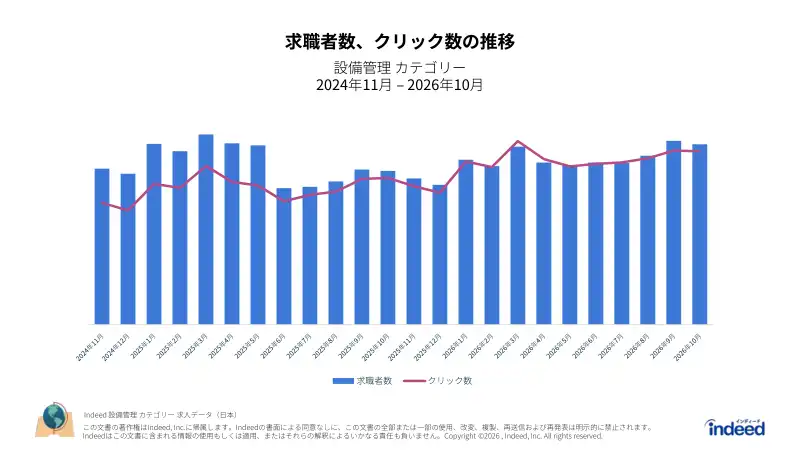 求職者数、クリック数の推移
設備管理 カテゴリー
2024年11月 – 2026年10月
2024年11月
2024年12月
2025年1月
2025年2月
2025年3月
2025年4月
2025年5月
2025年6月
2025年7月
2025年8月
2025年9月
2025年10月
2025年11月
2025年12月
2026年1月
2026年2月
2026年3月
2026年4月
2026年5月
2026年6月
2026年7月
2026年8月
2026年9月
2026年10月
求職者数
クリック数
Indeed 設備管理 カテゴリー 求人データ（日本）
この文書の著作権はIndeed, Inc.に帰属します。Indeedの書面による同意なしに、この文書の全部または一部の使用、改変、複製、再送信および再発表は明示的に禁止されます。
Indeedはこの文書に含まれる情報の使用もしくは適用、またはそれらの解釈によるいかなる責任も負いません。Copyright ©2026 , Indeed, Inc. All rights reserved.
インディード
indeed